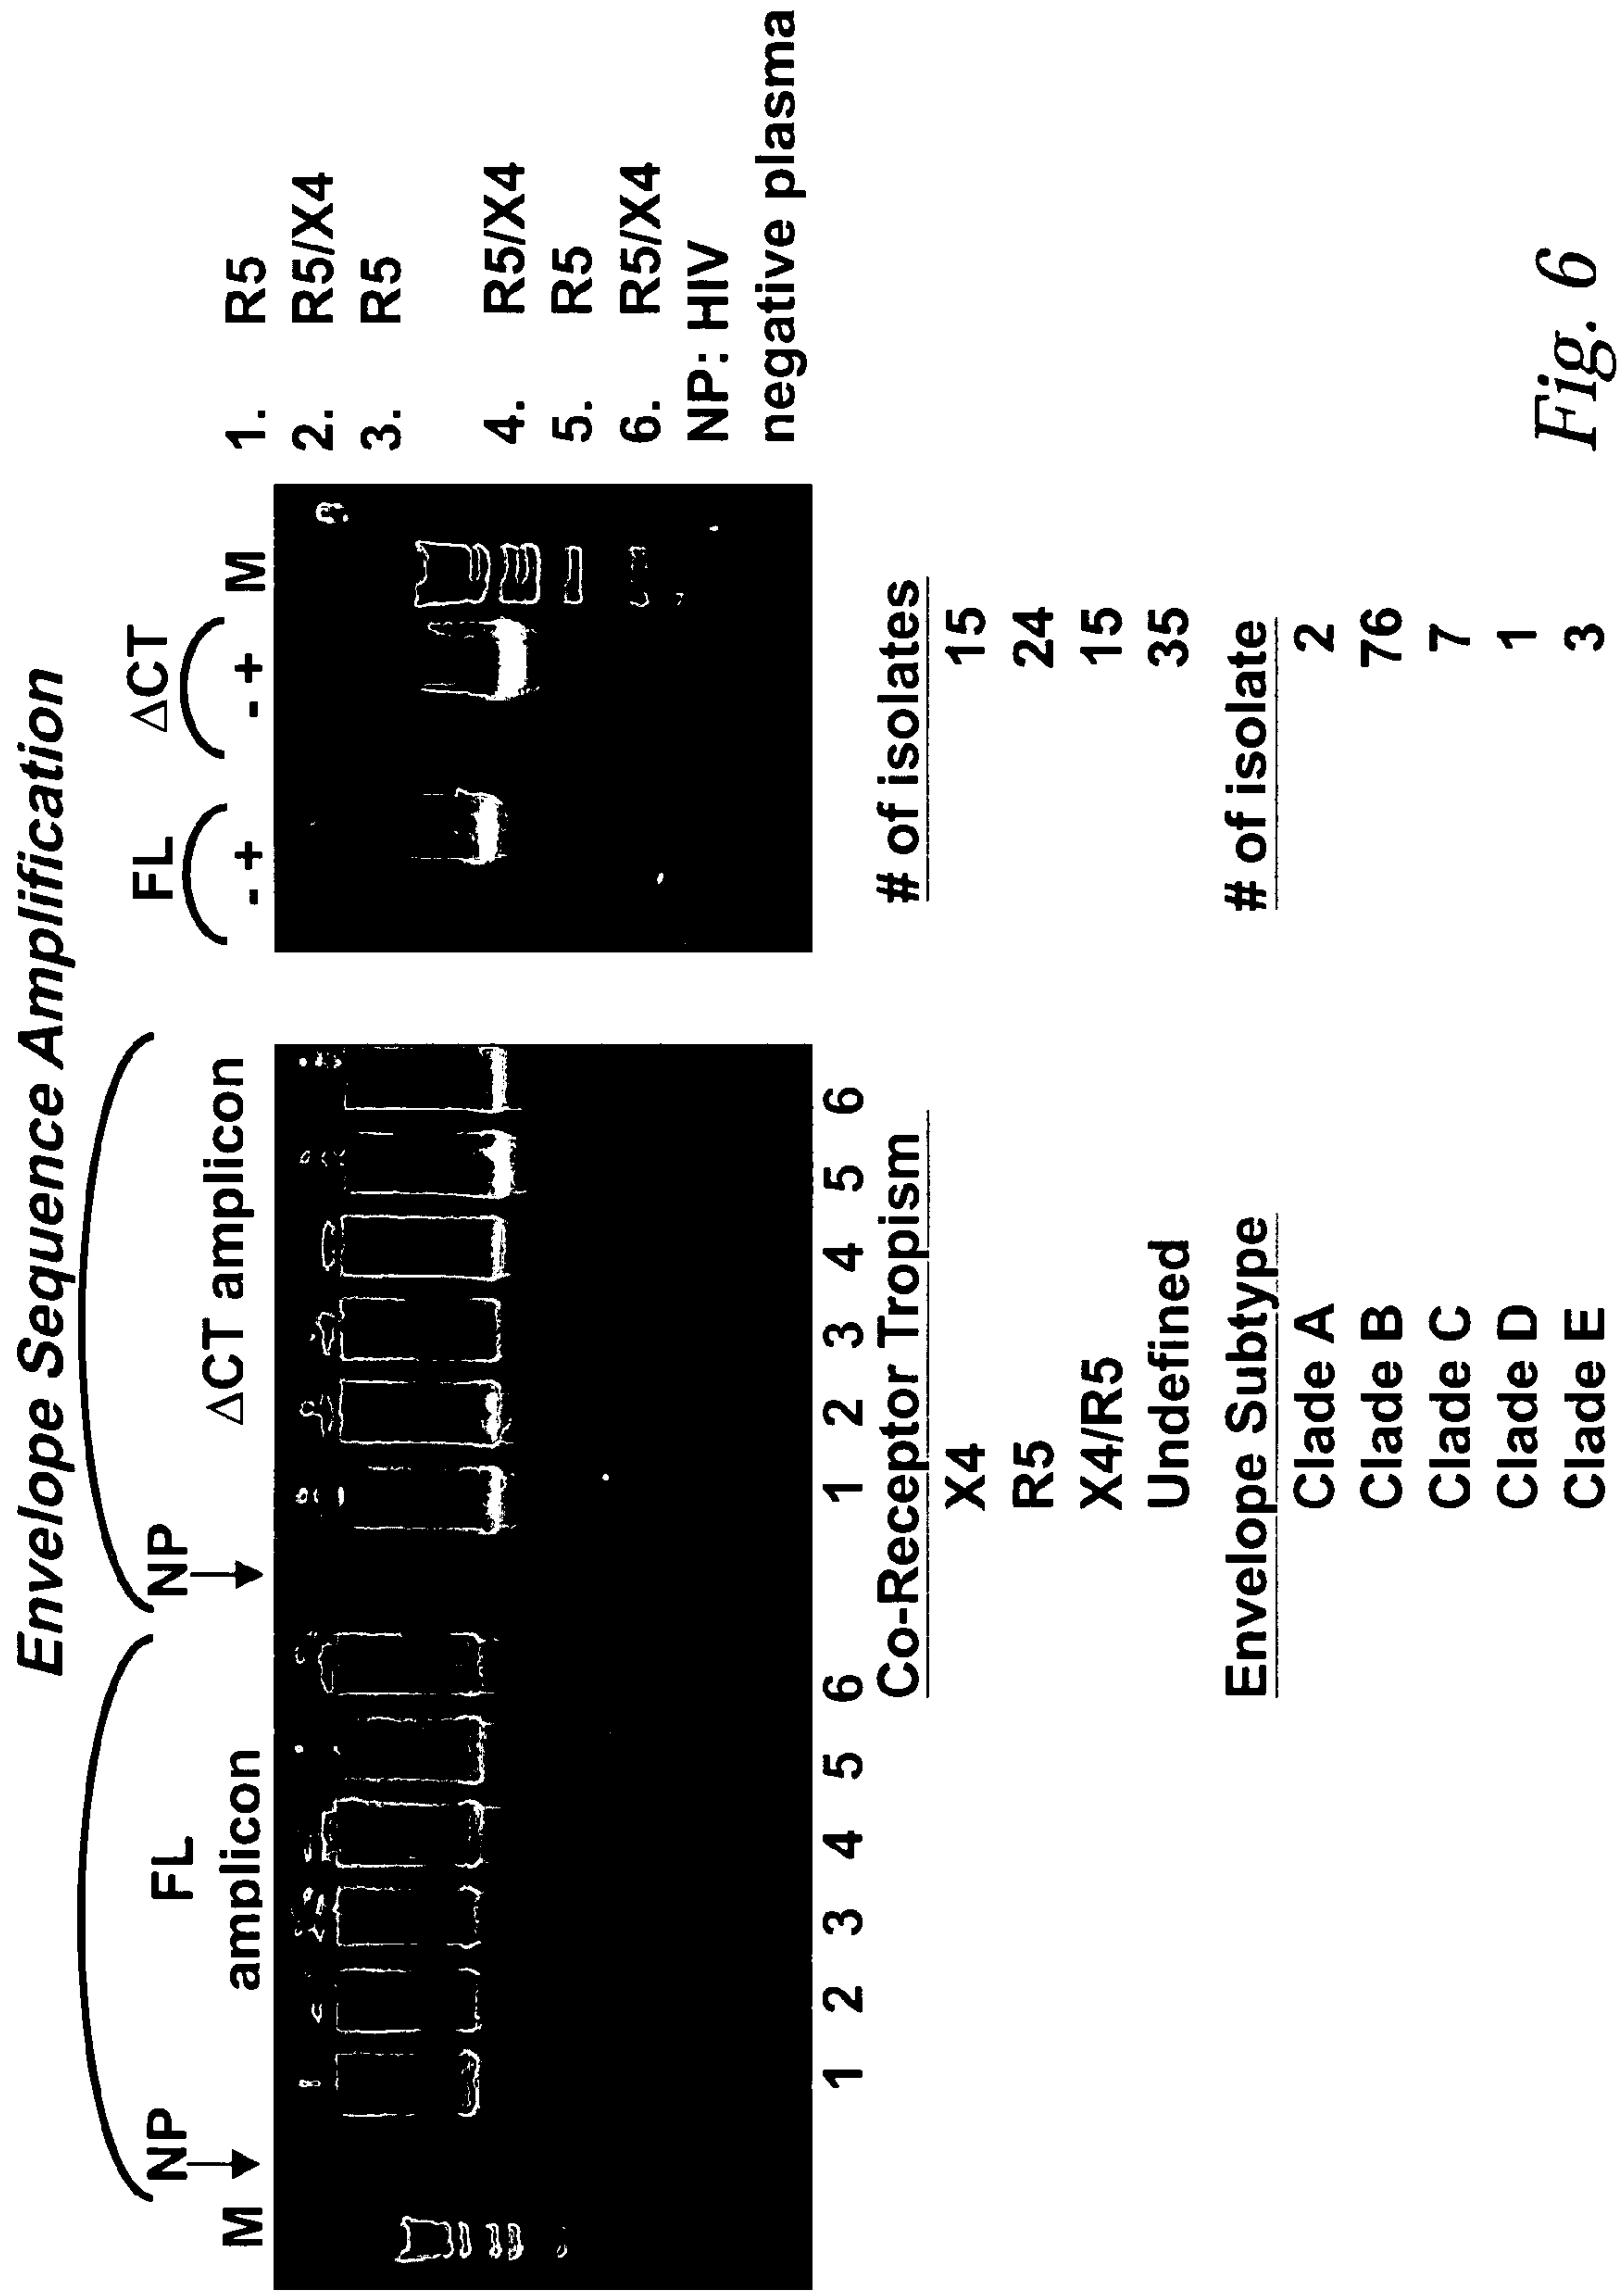 Envelope Sequence Amplification
NP
FL
NP
ΔCT amplicon
M
amplicon
FL
ΔCT
- +
- +
M
1 2 3 4 5 6
1 2 3 4 5 6
1. R5
2. R5/X4
3. R5
4. R5/X4
5. R5
6. R5/X4
NP: HIV
negative plasma
Co-Receptor Tropism # of isolates
X4 15
R5 24
X4/R5 15
Undefined 35
Envelope Subtype # of isolate
Clade A 2
Clade B 76
Clade C 7
Clade D 1
Clade E 3
Fig. 6